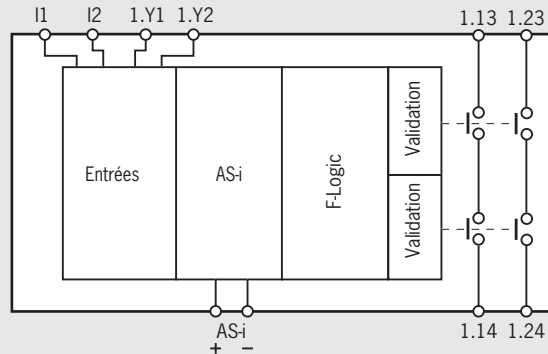 I1 I2 1.Y1 1.Y2 1.13 1.23
Entrées
AS-i
F-Logic
Validation
Validation
AS-i
+ −
1.14 1.24